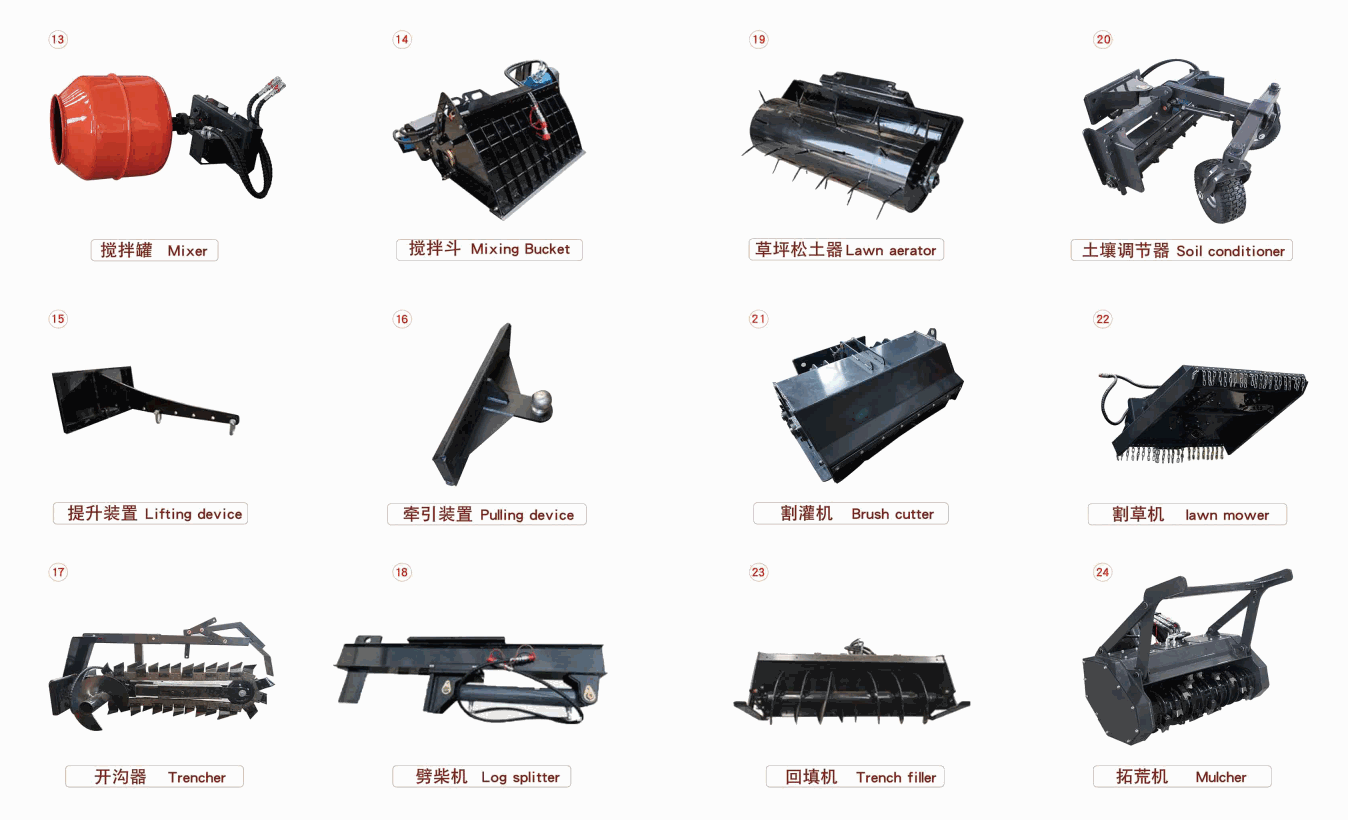 13
14
19
20
搅拌罐 Mixer
搅拌斗 Mixing Bucket
草坪松土器 Lawn aerator
土壤调节器 Soil conditioner
15
16
21
22
提升装置 Lifting device
牵引装置 Pulling device
割灌机 Brush cutter
割草机 lawn mower
17
18
23
24
开沟器 Trencher
劈柴机 Log splitter
回填机 Trench filler
拓荒机 Mulcher